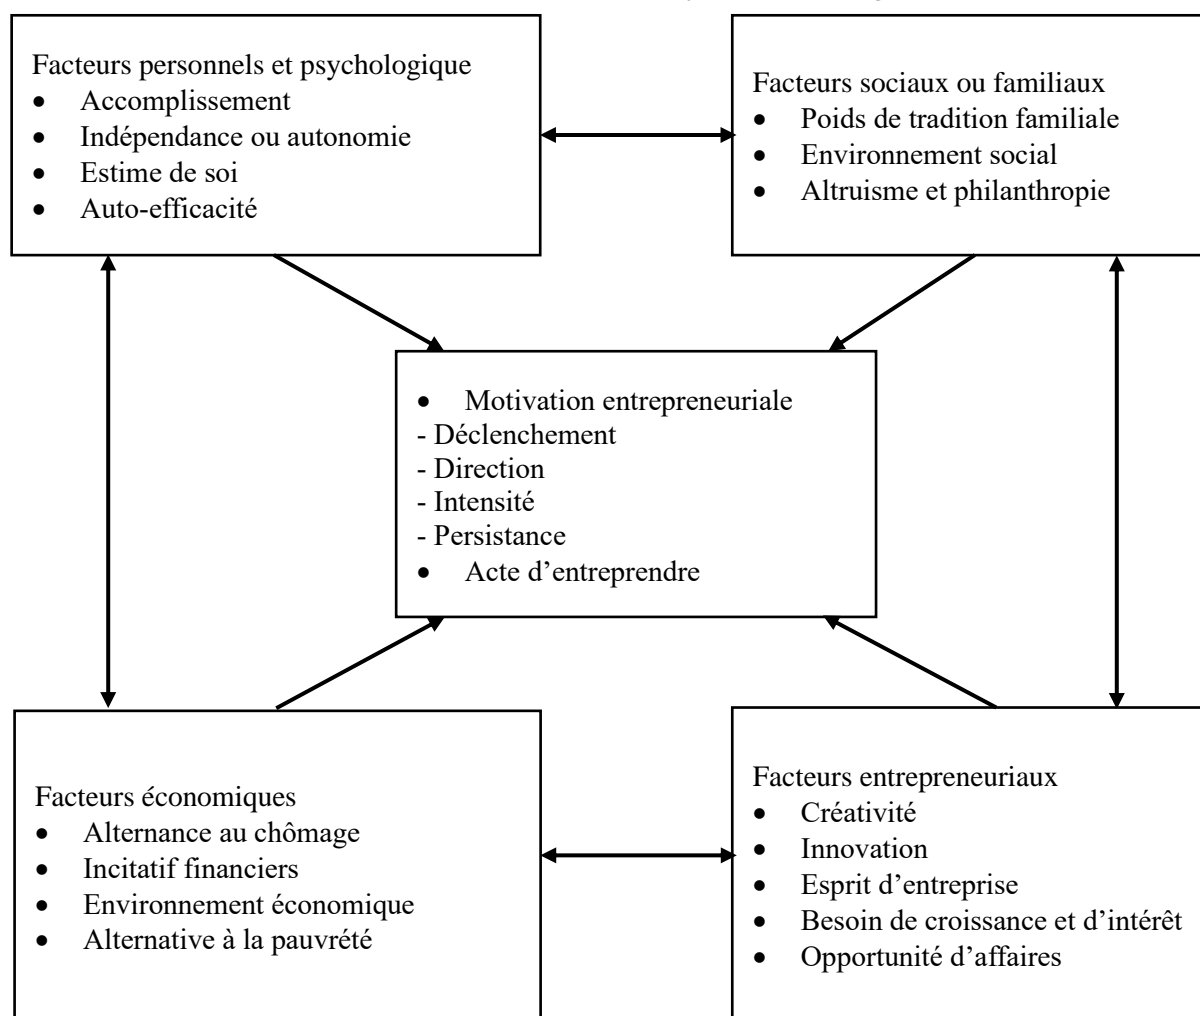 Facteurs personnels et psychologique
• Accomplissement
• Indépendance ou autonomie
• Estime de soi
• Auto-efficacité
Facteurs sociaux ou familiaux
• Poids de tradition familiale
• Environnement social
• Altruisme et philanthropie
• Motivation entrepreneuriale
- Déclenchement
- Direction
- Intensité
- Persistance
• Acte d’entreprendre
Facteurs économiques
• Alternance au chômage
• Incitatif financiers
• Environnement économique
• Alternative à la pauvrété
Facteurs entrepreneuriaux
• Créativité
• Innovation
• Esprit d’entreprise
• Besoin de croissance et d’intérêt
• Opportunité d’affaires